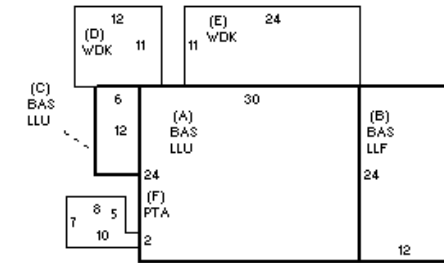 12
(D)
WDK
11
(E)
WDK
24
11
(C)
BAS
LLU
6
12
30
(A)
BAS
LLU
(B)
BAS
LLF
24
24
(F)
PTA
8
5
7
10
2
12